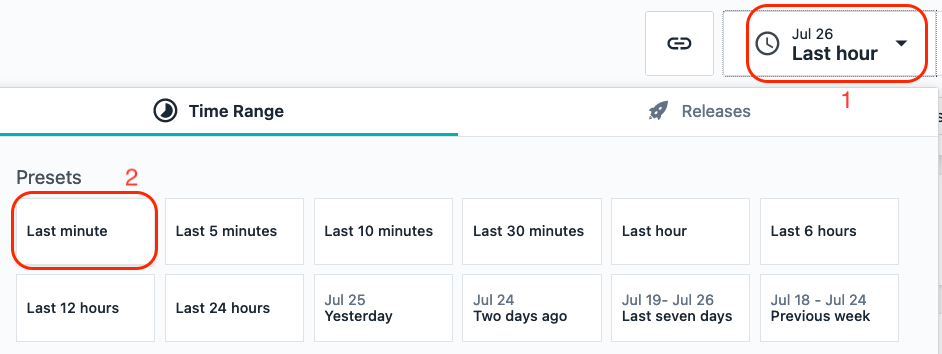 Jul 26
Last hour
1
Time Range
Releases
Presets
2
Last minute
Last 5 minutes
Last 10 minutes
Last 30 minutes
Last hour
Last 6 hours
Last 12 hours
Last 24 hours
Jul 25
Yesterday
Jul 24
Two days ago
Jul 19- Jul 26
Last seven days
Jul 18 - Jul 24
Previous week